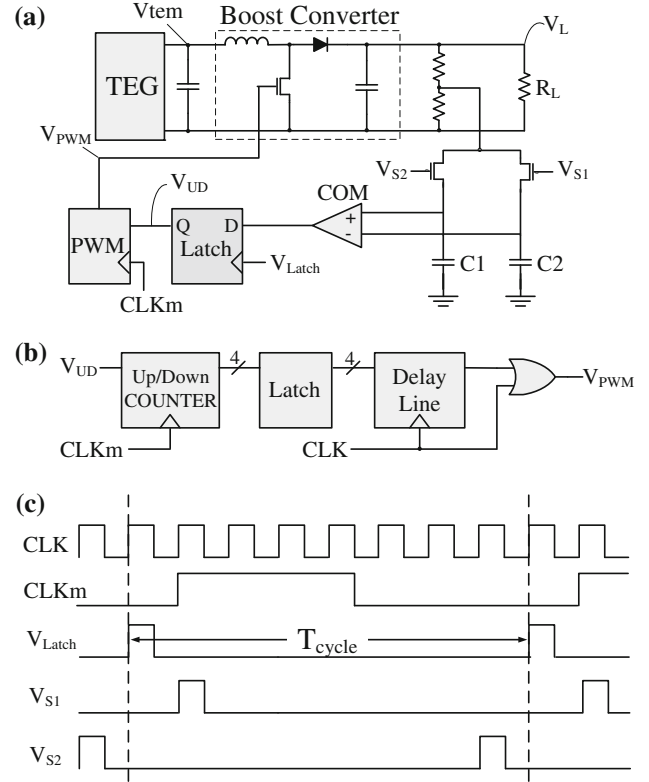 (a)
Vtem
Boost Converter
V_L
TEG
R_L
V_PWM
V_S2
V_S1
V_UD
COM
PWM
Q D
Latch
+
-
V_Latch
C1
C2
CLKm
(b)
V_UD
Up/Down
COUNTER
4
Latch
4
Delay
Line
V_PWM
CLKm
CLK
(c)
CLK
CLKm
V_Latch
T_cycle
V_S1
V_S2